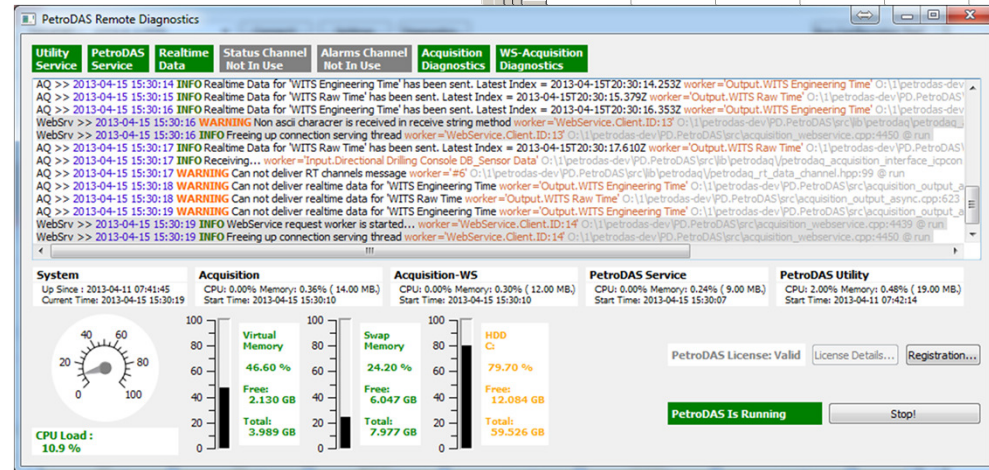 PetroDAS Remote Diagnostics
Utility Service
PetroDAS Service
Realtime Data
Status Channel Not In Use
Alarms Channel Not In Use
Acquisition Diagnostics
WS-Acquisition Diagnostics
AQ >> 2013-04-15 15:30:14 INFO Realtime Data for 'WITS Engineering Time' has been sent. Latest Index = 2013-04-15T20:30:14.253Z worker='Output.WITS Engineering Time' O:\1\petrodas-dev
AQ >> 2013-04-15 15:30:15 INFO Realtime Data for 'WITS Raw Time' has been sent. Latest Index = 2013-04-15T20:30:15.379Z worker='Output.WITS Raw Time' O:\1\petrodas-dev\PD.PetroDAS\
AQ >> 2013-04-15 15:30:16 INFO Realtime Data for 'WITS Engineering Time' has been sent. Latest Index = 2013-04-15T20:30:16.353Z worker='Output.WITS Engineering Time' O:\1\petrodas-dev
WebSrv >> 2013-04-15 15:30:16 WARNING Non ascii character is received in receive string method worker='WebService.Client.ID:13' O:\1\petrodas-dev\PD.PetroDAS\src\lib\petrodaq\petrodaq_
WebSrv >> 2013-04-15 15:30:16 INFO Freeing up connection serving thread worker='WebService.Client.ID:13' O:\1\petrodas-dev\PD.PetroDAS\src\acquisition_webservice.cpp:4450 @ run
AQ >> 2013-04-15 15:30:17 INFO Realtime Data for 'WITS Raw Time' has been sent. Latest Index = 2013-04-15T20:30:17.610Z worker='Output.WITS Raw Time' O:\1\petrodas-dev\PD.PetroDAS\
AQ >> 2013-04-15 15:30:17 INFO Receiving... worker='Input.Directional Drilling Console DB_Sensor Data' O:\1\petrodas-dev\PD.PetroDAS\src\lib\petrodaq\petrodaq_acquisition_interface_icpcon
AQ >> 2013-04-15 15:30:17 WARNING Can not deliver RT channels message worker='#6' O:\1\petrodas-dev\PD.PetroDAS\src\lib\petrodaq\petrodaq_rt_data_channel.hpp:99 @ run
AQ >> 2013-04-15 15:30:18 WARNING Can not deliver realtime data for 'WITS Engineering Time worker='Output.WITS Engineering Time' O:\1\petrodas-dev\PD.PetroDAS\src\acquisition_output_a
AQ >> 2013-04-15 15:30:18 WARNING Can not deliver realtime data for 'WITS Raw Time worker='Output.WITS Raw Time' O:\1\petrodas-dev\PD.PetroDAS\src\acquisition_output_async.cpp:623
AQ >> 2013-04-15 15:30:19 WARNING Can not deliver realtime data for 'WITS Engineering Time worker='Output.WITS Engineering Time' O:\1\petrodas-dev\PD.PetroDAS\src\acquisition_output_a
WebSrv >> 2013-04-15 15:30:19 INFO WebService request worker is started... worker='WebService.Client.ID:14' O:\1\petrodas-dev\PD.PetroDAS\src\acquisition_webservice.cpp:4439 @ run
WebSrv >> 2013-04-15 15:30:19 INFO Freeing up connection serving thread worker='WebService.Client.ID:14' O:\1\petrodas-dev\PD.PetroDAS\src\acquisition_webservice.cpp:4450 @ run
System
Up Since : 2013-04-11 07:41:45
Current Time: 2013-04-15 15:30:19
Acquisition
CPU: 0.00% Memory: 0.36% ( 14.00 MB.)
Start Time: 2013-04-15 15:30:10
Acquisition-WS
CPU: 0.00% Memory: 0.30% ( 12.00 MB.)
Start Time: 2013-04-15 15:30:10
PetroDAS Service
CPU: 0.00% Memory: 0.24% ( 9.00 MB.)
Start Time: 2013-04-15 15:30:07
PetroDAS Utility
CPU: 2.00% Memory: 0.48% ( 19.00 MB.)
Start Time: 2013-04-11 07:42:14
0 20 40 60 80 100
CPU Load :
10.9 %
100
80
60
40
20
0
Virtual Memory
46.60 %
Free:
2.130 GB
Total:
3.989 GB
100
80
60
40
20
0
Swap Memory
24.20 %
Free:
6.047 GB
Total:
7.977 GB
100
80
60
40
20
0
HDD
C:
79.70 %
Free:
12.084 GB
Total:
59.526 GB
PetroDAS License: Valid
License Details...
Registration...
PetroDAS Is Running
Stop!